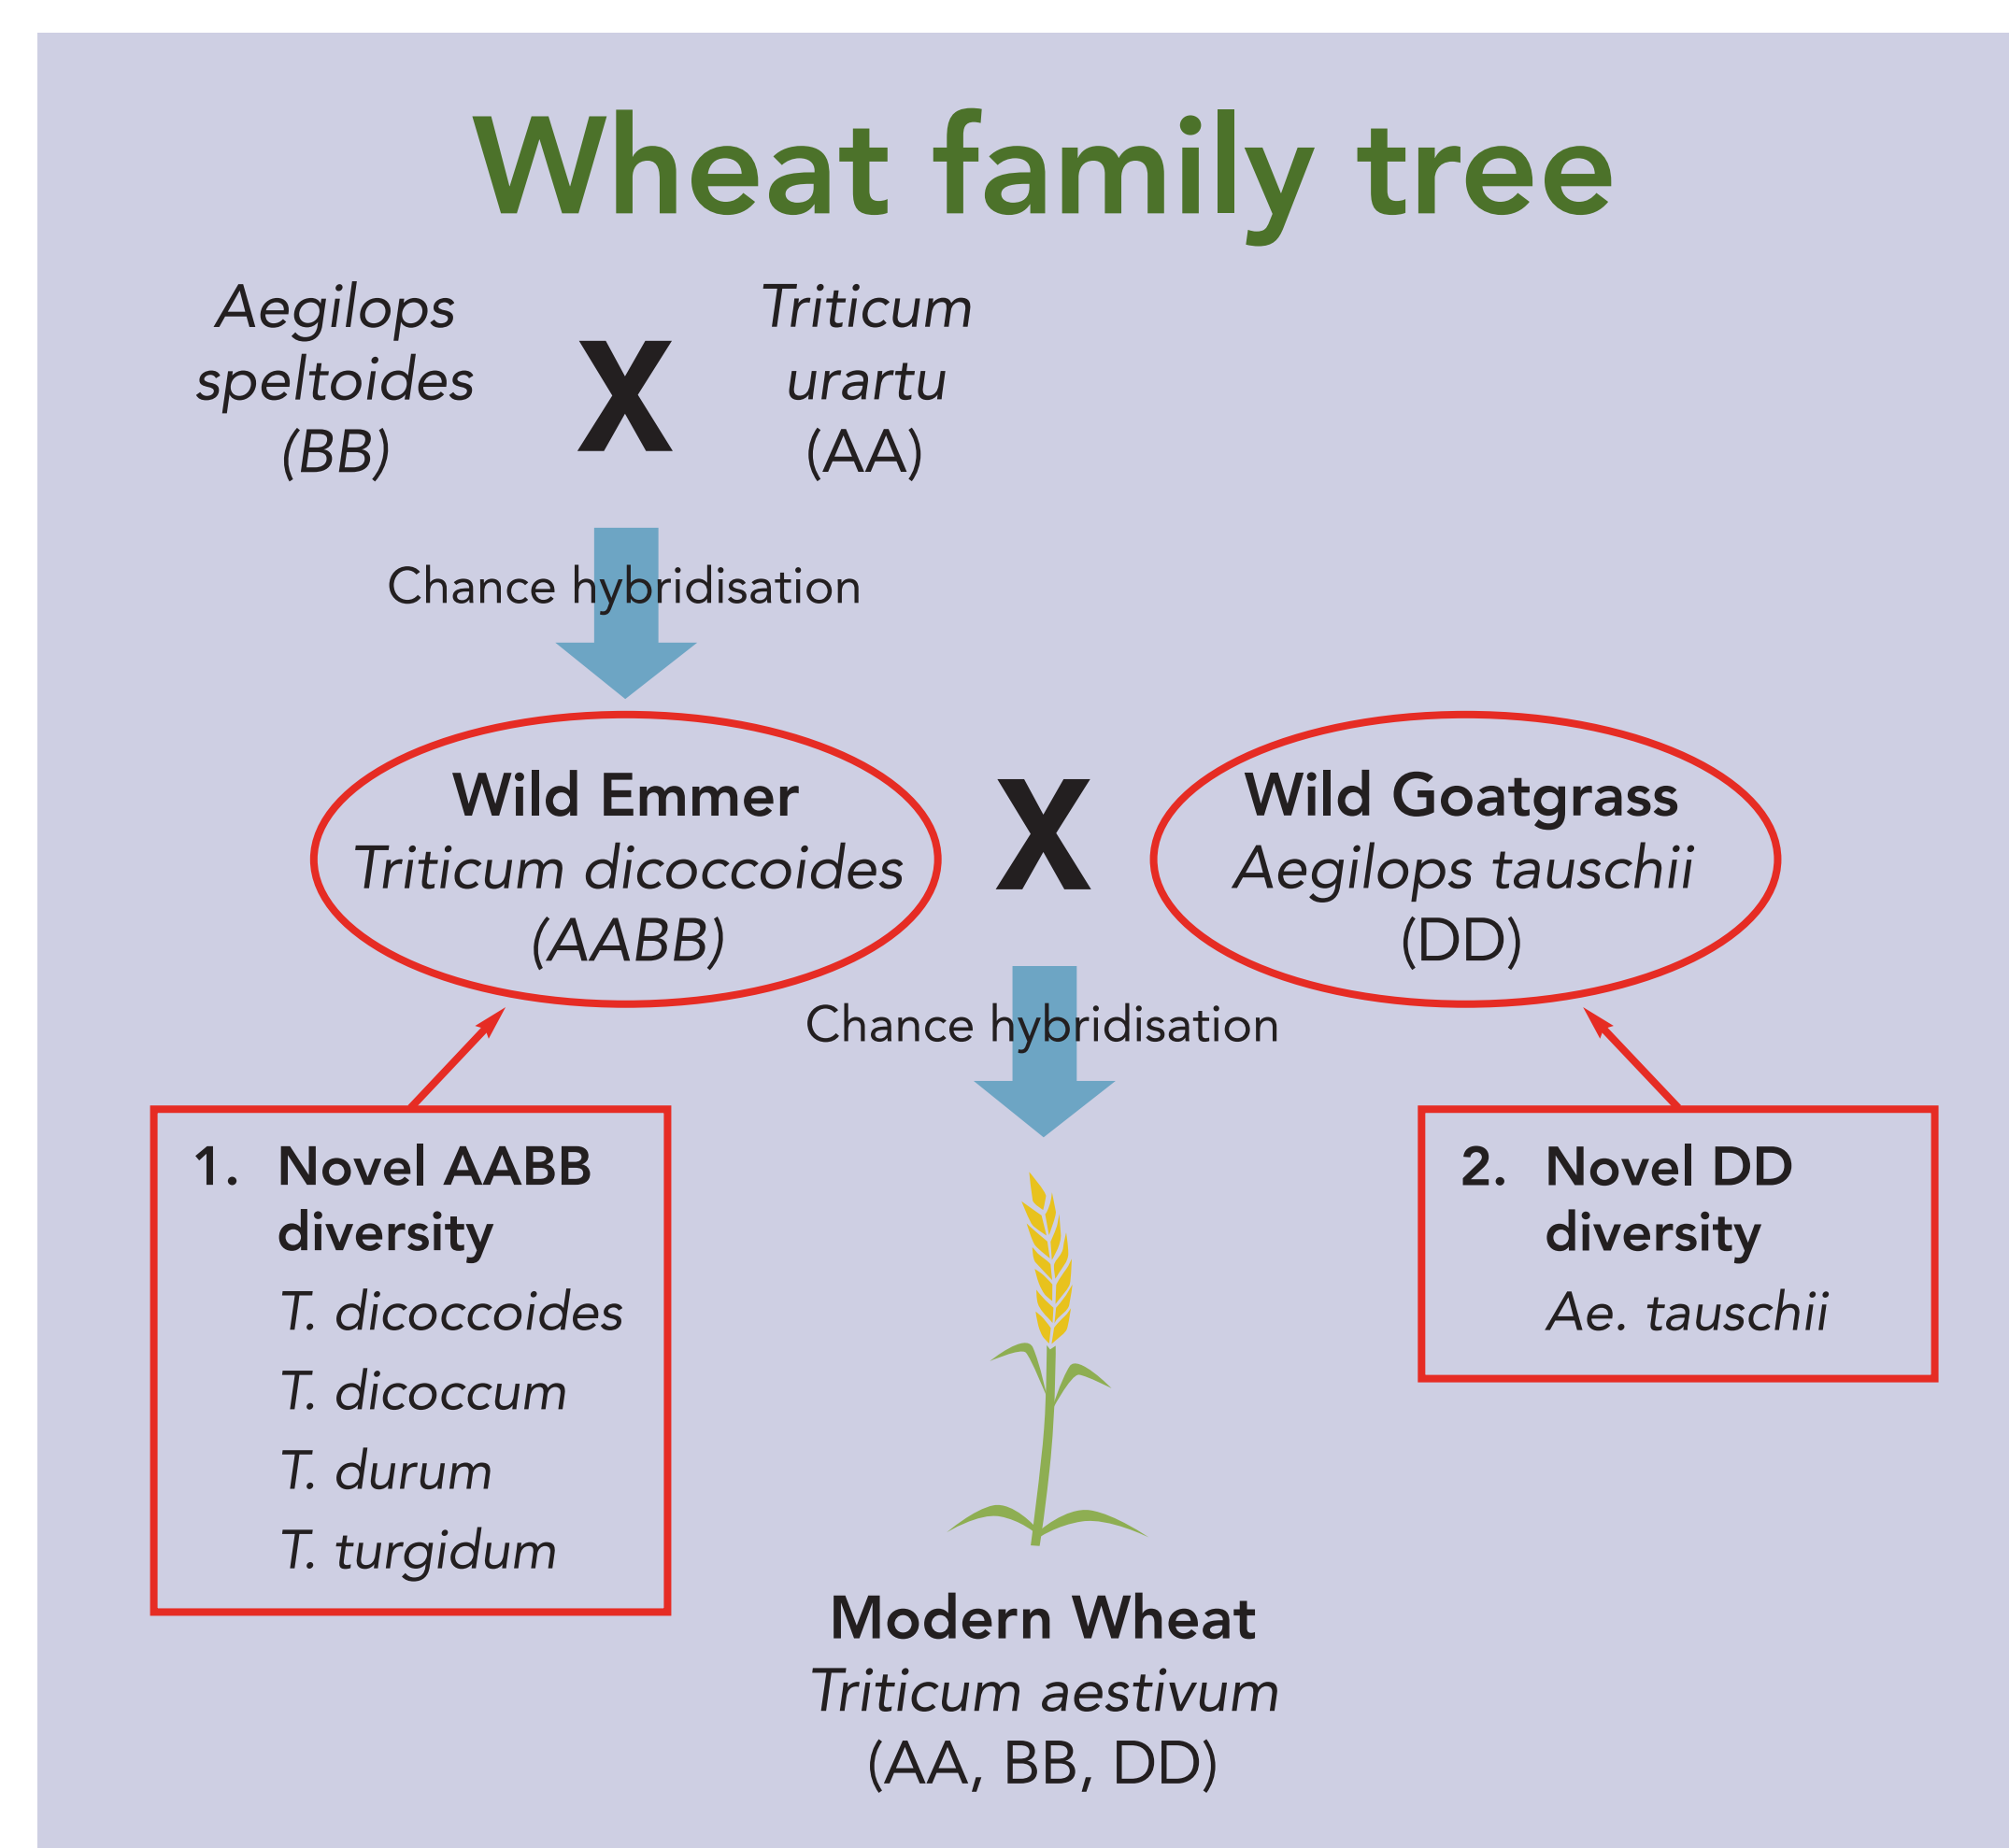 Wheat family tree
Aegilops
speltoides
(BB)
X
Triticum
urartu
(AA)
Chance hybridisation
Wild Emmer
Triticum dicoccoides
(AABB)
X
Wild Goatgrass
Aegilops tauschii
(DD)
Chance hybridisation
1. Novel AABB
diversity
T. dicoccoides
T. dicoccum
T. durum
T. turgidum
2. Novel DD
diversity
Ae. tauschii
Modern Wheat
Triticum aestivum
(AA, BB, DD)